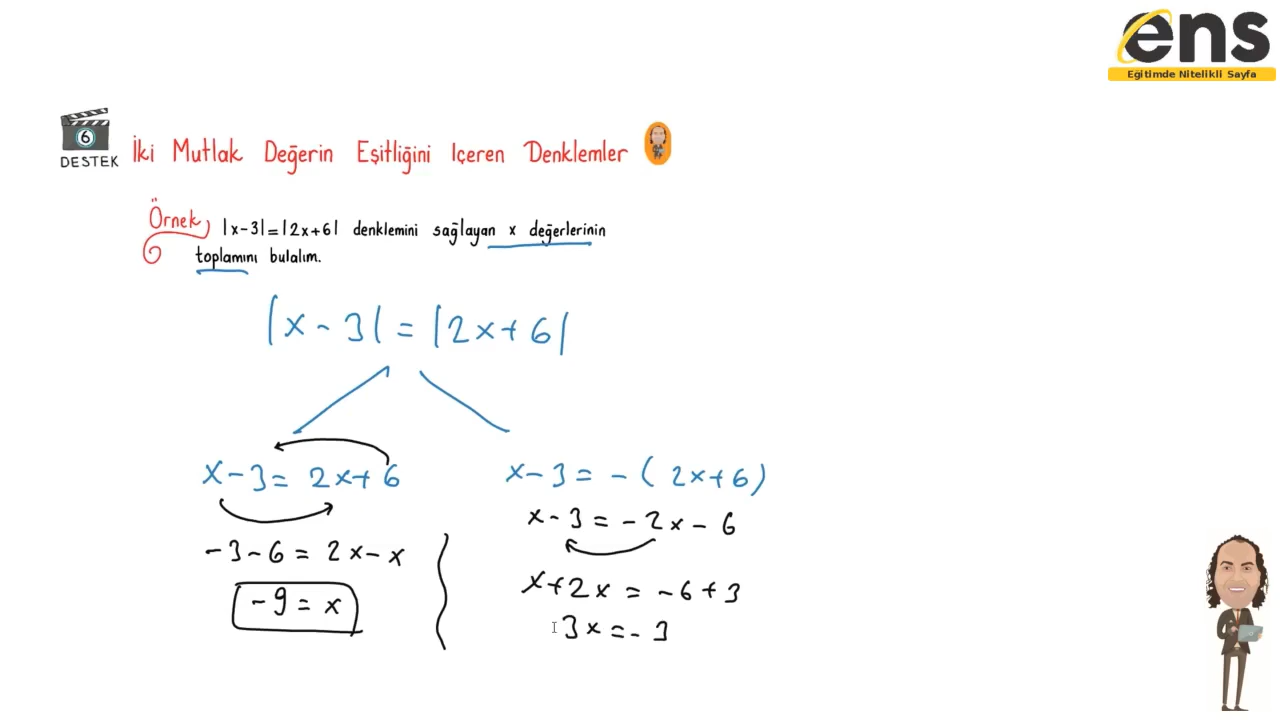 ens
Eğitimde Nitelikli Sayfa
6
DESTEK
İki Mutlak Değerin Eşitliğini Içeren Denklemler
Örnek
|x-3|=|2x+6| denklemini sağlayan x değerlerinin
toplamını bulalım.
|x-3|=|2x+6|
x-3=2x+6
-3-6=2x-x
-9=x
x-3=-(2x+6)
x-3=-2x-6
x+2x=-6+3
3x=-3